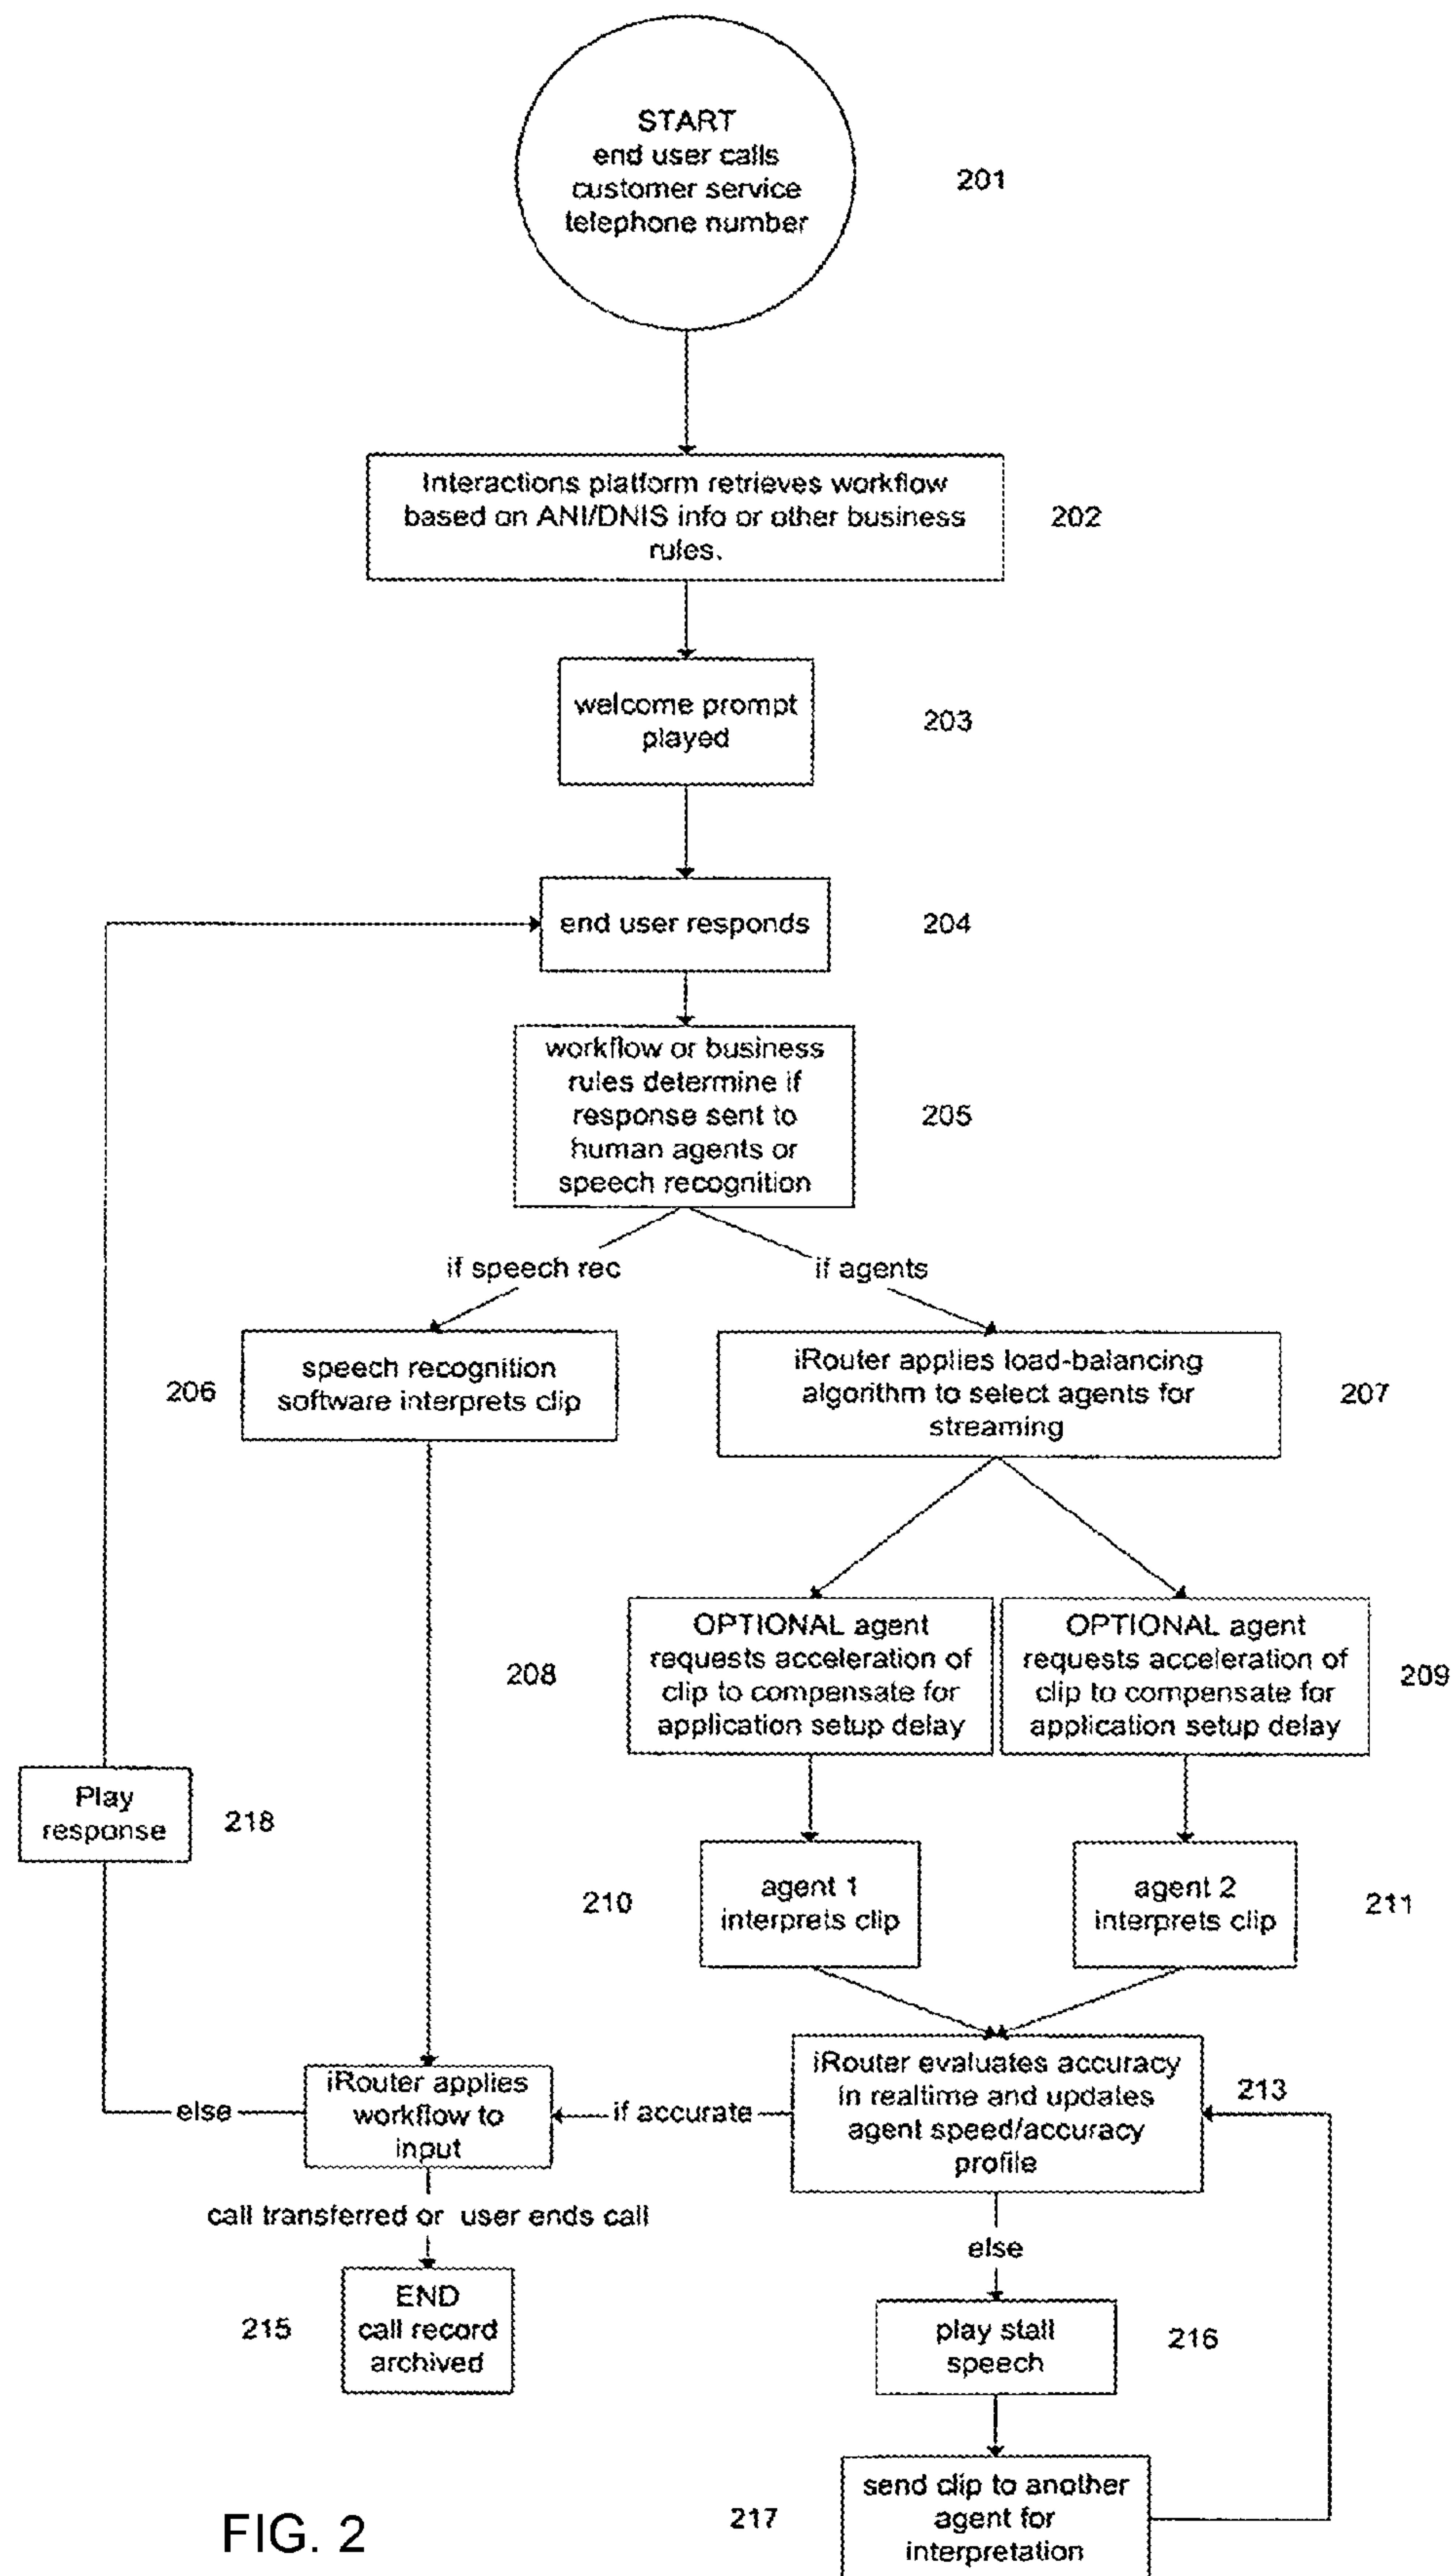 START
end user calls
customer service
telephone number
201
Interactions platform retrieves workflow
based on ANI/DNIS info or other business
rules.
202
welcome prompt
played
203
end user responds
204
workflow or business
rules determine if
response sent to
human agents or
speech recognition
205
if speech rec
if agents
speech recognition
software interprets clip
206
iRouter applies load-balancing
algorithm to select agents for
streaming
207
OPTIONAL agent
requests acceleration of
clip to compensate for
application setup delay
208
OPTIONAL agent
requests acceleration of
clip to compensate for
application setup delay
209
Play
response
218
agent 1
interprets clip
210
agent 2
interprets clip
211
iRouter evaluates accuracy
in realtime and updates
agent speed/accuracy
profile
213
if accurate
iRouter applies
workflow to
input
else
call transferred or user ends call
else
END
call record
archived
215
play stall
speech
216
send clip to another
agent for
interpretation
217
FIG. 2